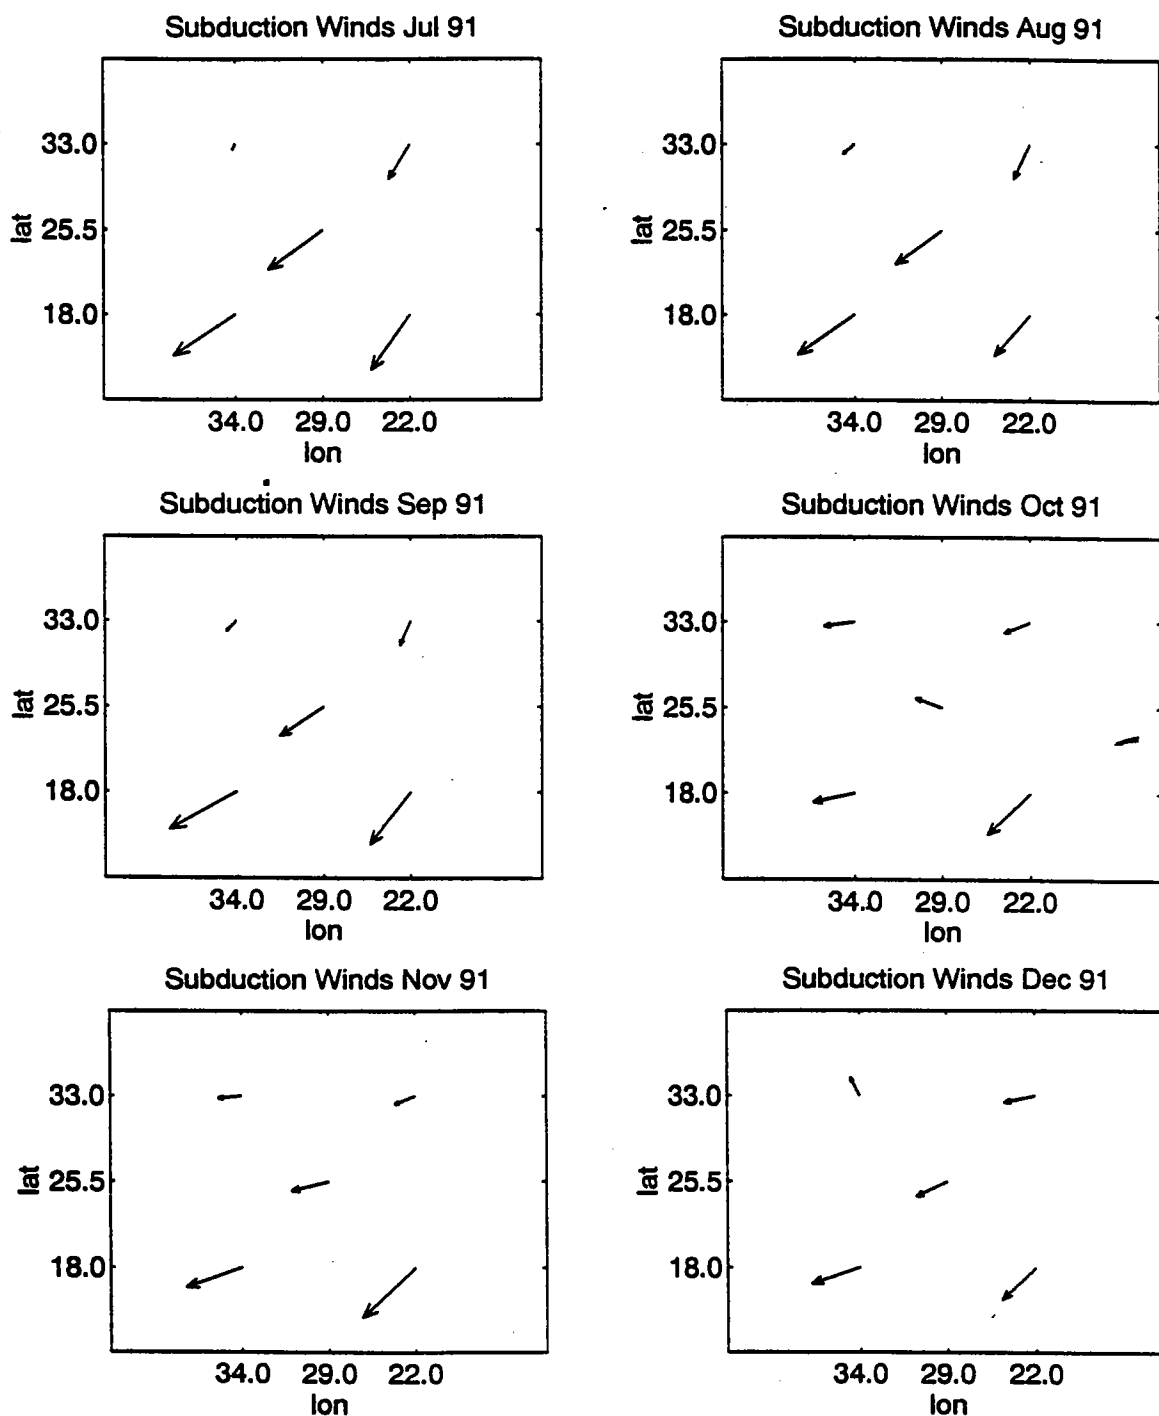 Subduction Winds Jul 91
33.0
25.5
18.0
lat
34.0 29.0 22.0
lon
Subduction Winds Aug 91
33.0
25.5
18.0
lat
34.0 29.0 22.0
lon
Subduction Winds Sep 91
33.0
25.5
18.0
lat
34.0 29.0 22.0
lon
Subduction Winds Oct 91
33.0
25.5
18.0
lat
34.0 29.0 22.0
lon
Subduction Winds Nov 91
33.0
25.5
18.0
lat
34.0 29.0 22.0
lon
Subduction Winds Dec 91
33.0
25.5
18.0
lat
34.0 29.0 22.0
lon